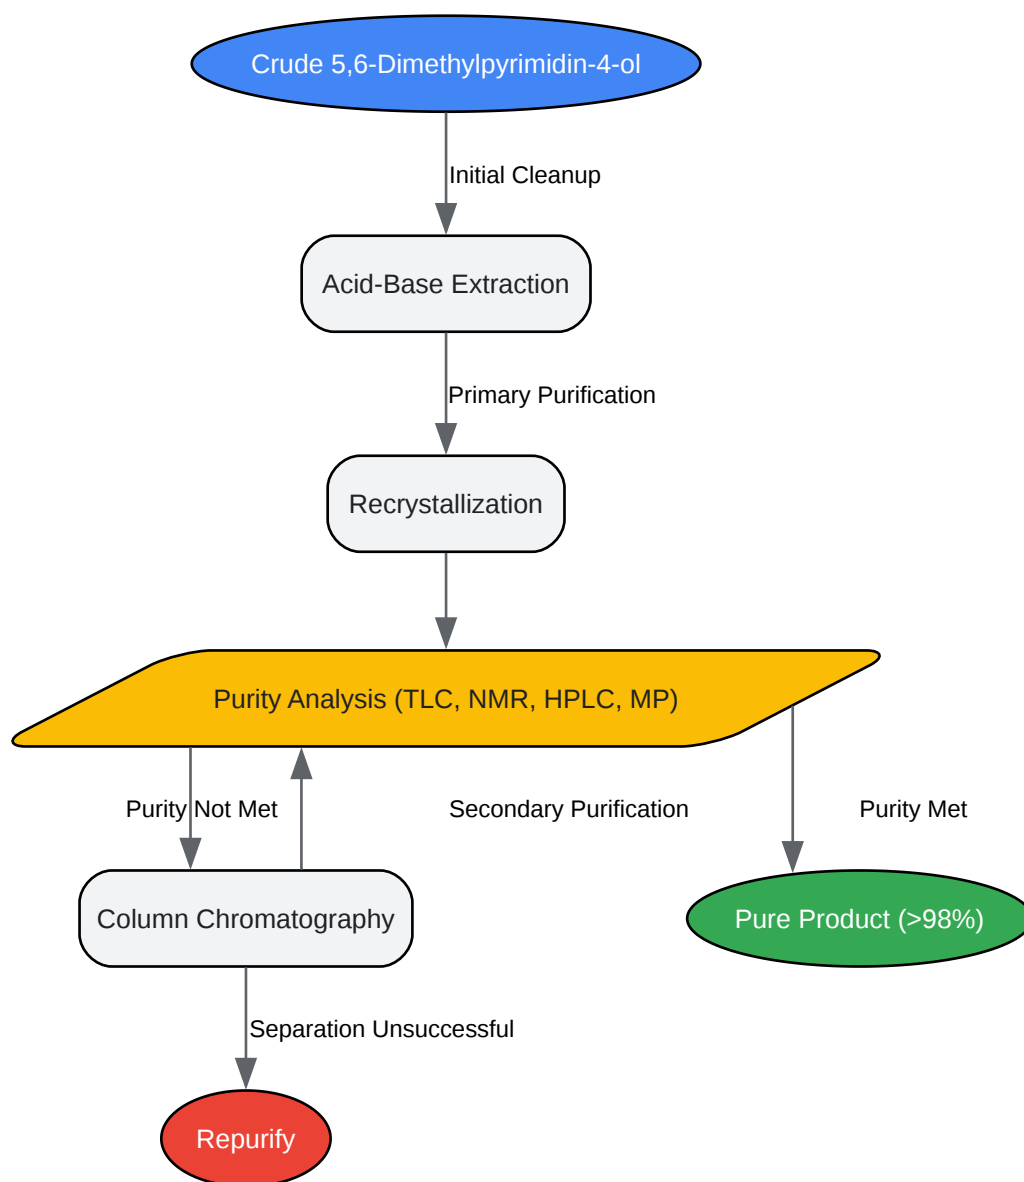 Crude 5,6-Dimethylpyrimidin-4-ol
Initial Cleanup
Acid-Base Extraction
Primary Purification
Recrystallization
Purity Analysis (TLC, NMR, HPLC, MP)
Purity Not Met
Secondary Purification
Purity Met
Column Chromatography
Pure Product (>98%)
Separation Unsuccessful
Repurify